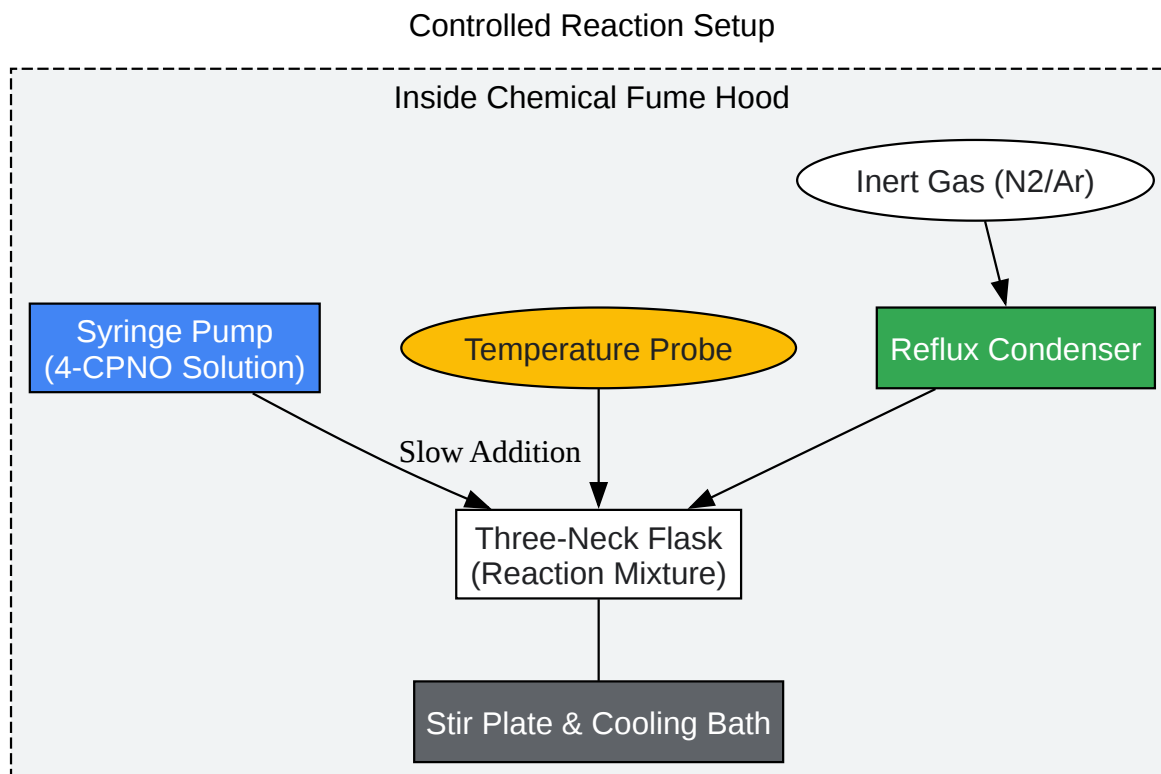 Controlled Reaction Setup
Inside Chemical Fume Hood
Inert Gas (N2/Ar)
Syringe Pump
(4-CPNO Solution)
Temperature Probe
Reflux Condenser
Slow Addition
Three-Neck Flask
(Reaction Mixture)
Stir Plate & Cooling Bath